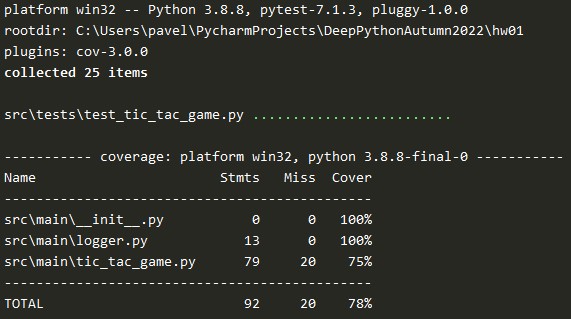 platform win32 -- Python 3.8.8, pytest-7.1.3, pluggy-1.0.0
rootdir: C:\Users\pavel\PycharmProjects\DeepPythonAutumn2022\hw01
plugins: cov-3.0.0
collected 25 items
src\tests\test_tic_tac_game.py .........................
----------- coverage: platform win32, python 3.8.8-final-0 -----------
Name                       Stmts   Miss  Cover
----------------------------------------------
src\main\__init__.py           0      0   100%
src\main\logger.py            13      0   100%
src\main\tic_tac_game.py      79     20    75%
----------------------------------------------
TOTAL                         92     20    78%